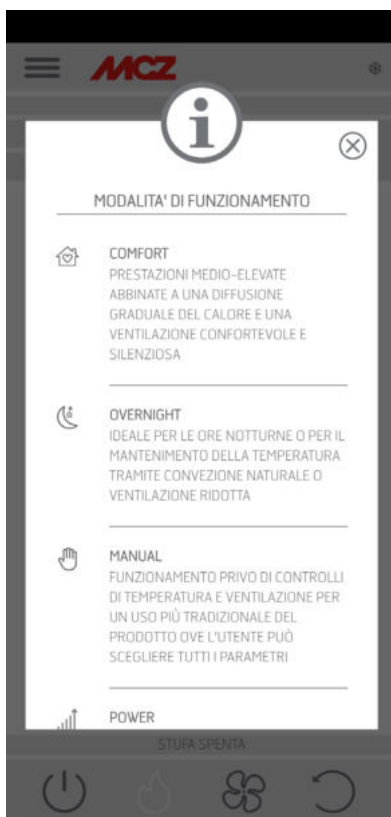 MCZ
MODALITA' DI FUNZIONAMENTO
COMFORT
PRESTAZIONI MEDIO-ELEVATE
ABBINATE A UNA DIFFUSIONE
GRADUALE DEL CALORE E UNA
VENTILAZIONE CONFORTEVOLE E
SILENZIOSA
OVERNIGHT
IDEALE PER LE ORE NOTTURNE O PER IL
MANTENIMENTO DELLA TEMPERATURA
TRAMITE CONVEZIONE NATURALE O
VENTILAZIONE RIDOTTA
MANUAL
FUNZIONAMENTO PRIVO DI CONTROLLI
DI TEMPERATURA E VENTILAZIONE PER
UN USO PIÙ TRADIZIONALE DEL
PRODOTTO OVE L'UTENTE PUÒ
SCEGLIERE TUTTI I PARAMETRI
POWER
STUFA SPENTA